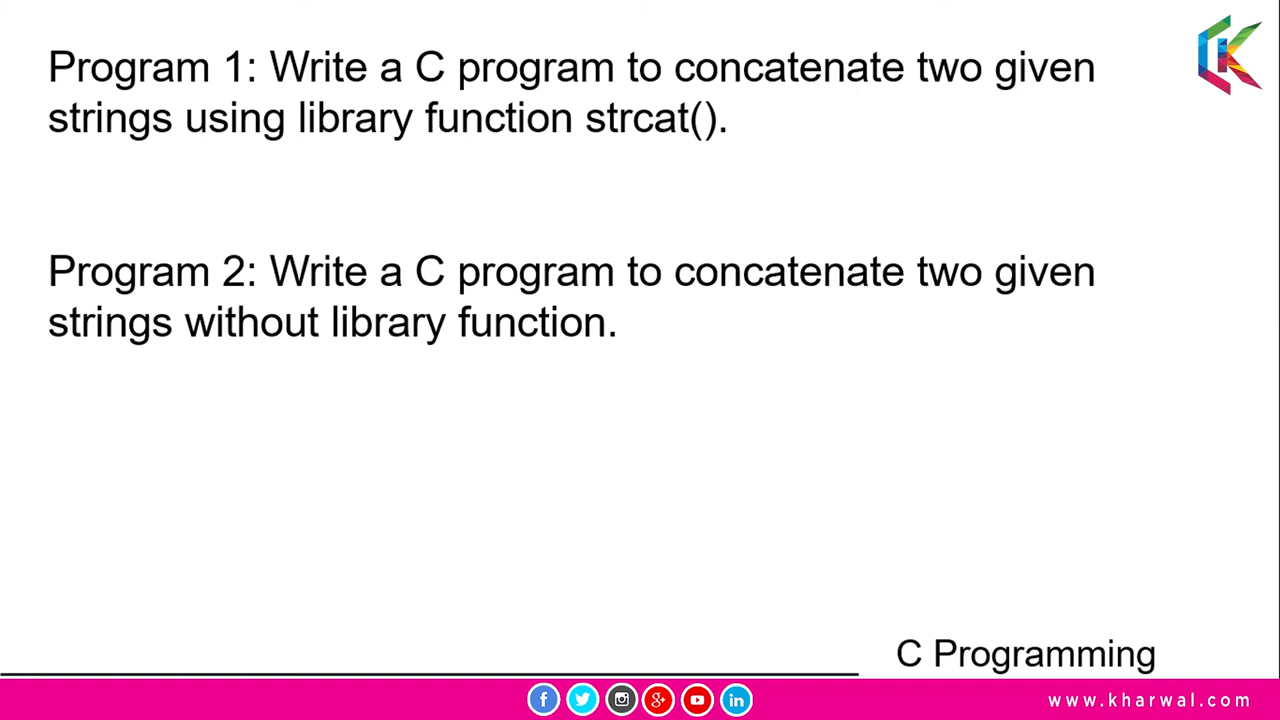 Program 1: Write a C program to concatenate two given
strings using library function strcat().
Program 2: Write a C program to concatenate two given
strings without library function.
C Programming
www.kharwal.com